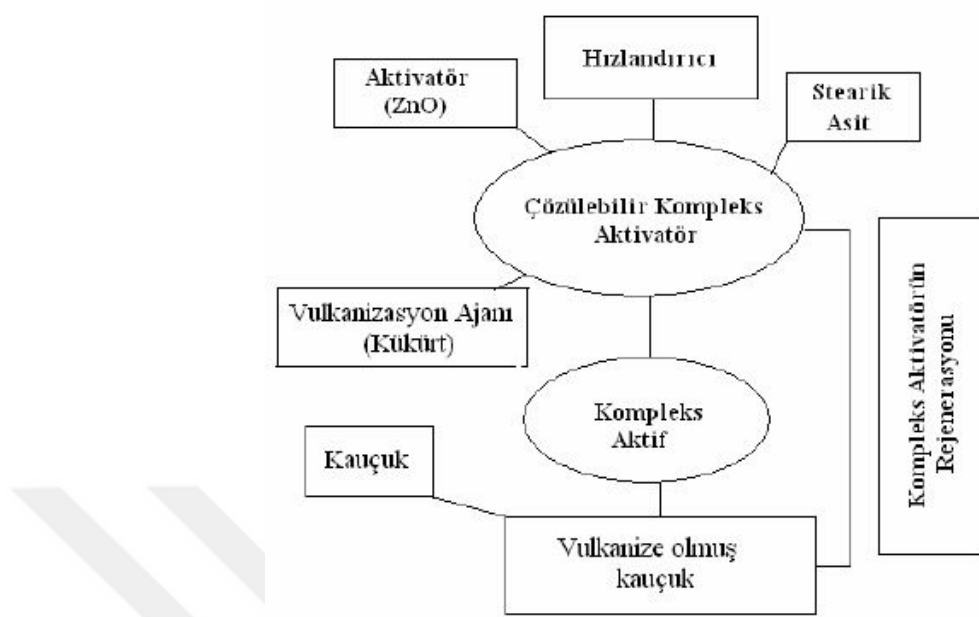 Hızlandırıcı
Aktivatör
(ZnO)
Stearik
Asit
Çözülebilir Kompleks
Aktivatör
Vulkanizasyon Ajanı
(Kükürt)
Kompleks
Aktif
Kauçuk
Vulkanize olmuş
kauçuk
Kompleks Aktivatörün
Rejenerasyonu